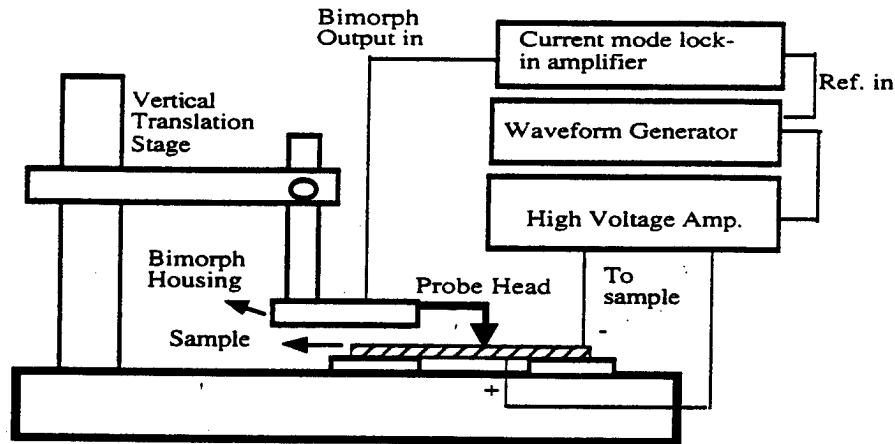 Bimorph
Output in
Current mode lock-
in amplifier
Ref. in
Vertical
Translation
Stage
Waveform Generator
High Voltage Amp.
Bimorph
Housing
Probe Head
To
sample
Sample
-
+